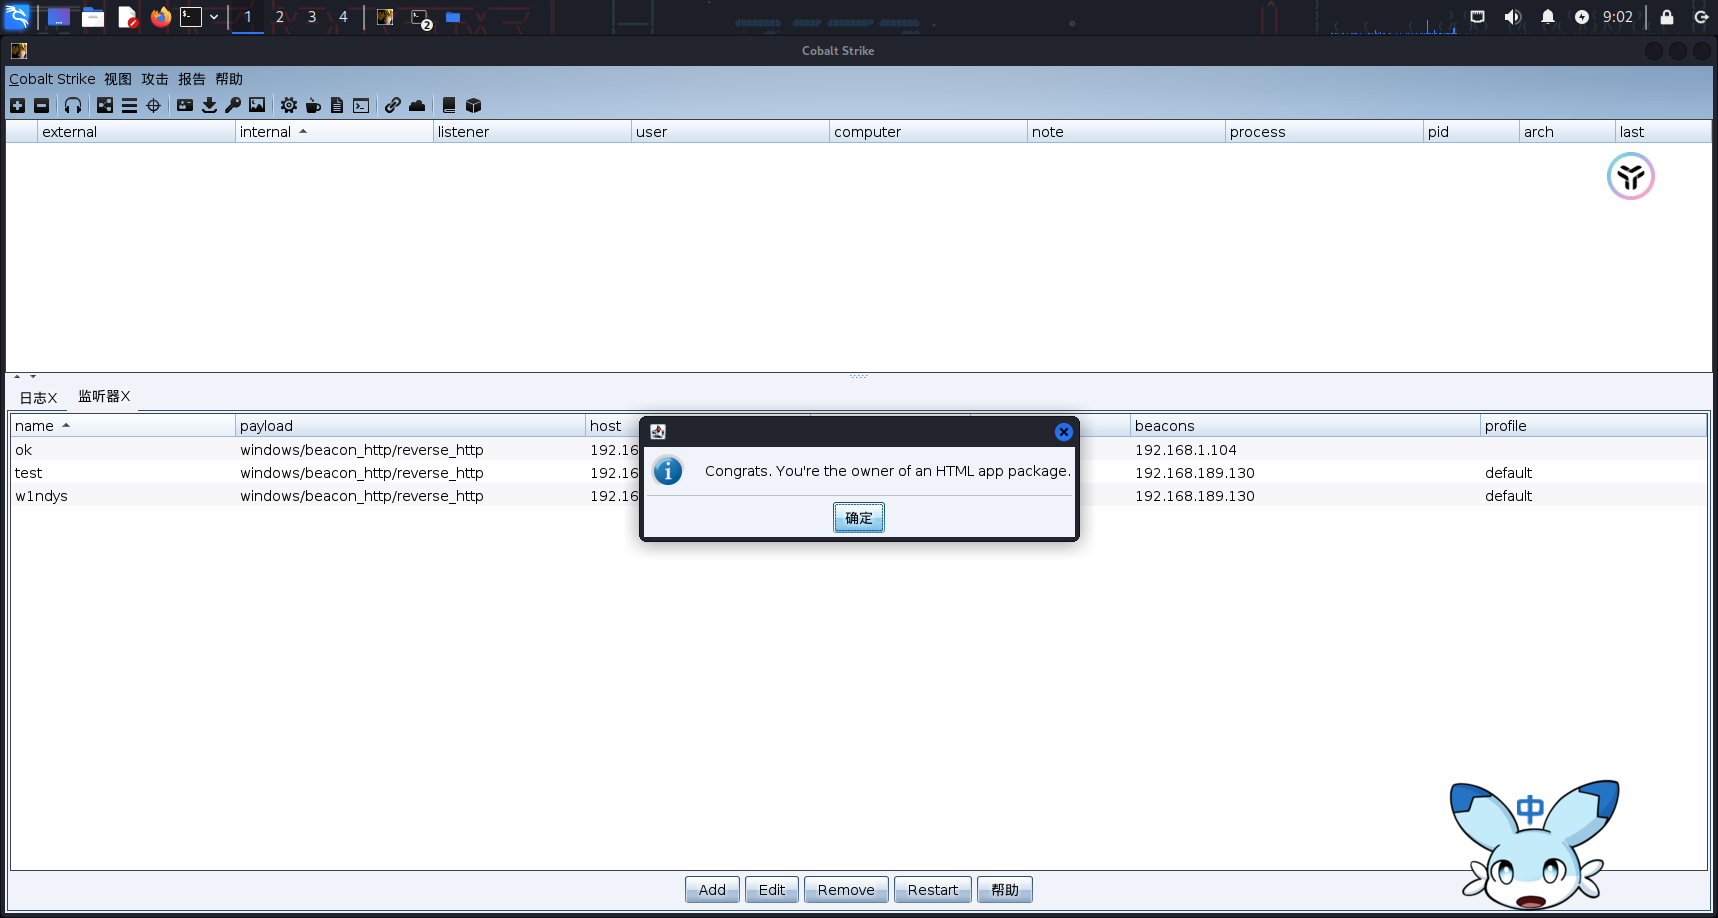 1 2 3 4 2 9:02
Cobalt Strike
Cobalt Strike 视图 攻击 报告 帮助
external internal listener user computer note process pid arch last
日志X 监听器X
name payload host beacons profile
ok windows/beacon_http/reverse_http 192.16 192.168.1.104
test windows/beacon_http/reverse_http 192.16 192.168.189.130 default
w1ndys windows/beacon_http/reverse_http 192.16 192.168.189.130 default
Congrats. You're the owner of an HTML app package.
确定
中
Add Edit Remove Restart 帮助